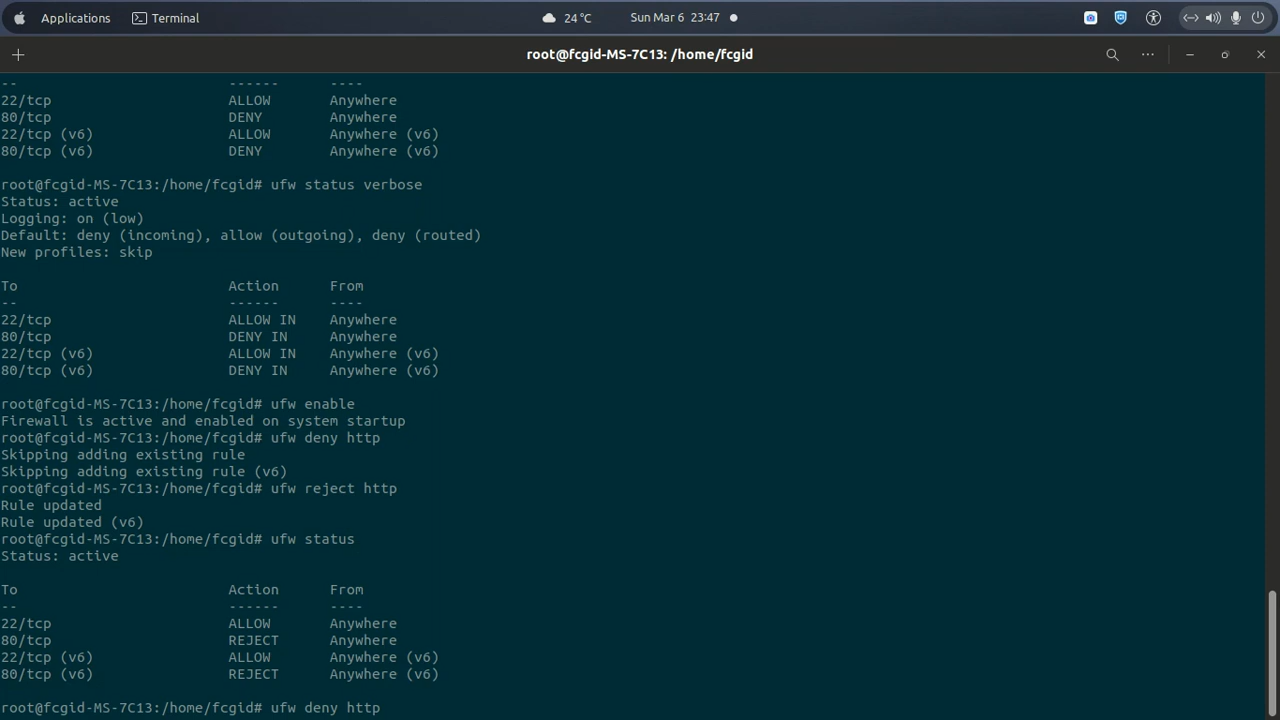 Applications Terminal 24 °C Sun Mar 6 23:47
root@fcgid-MS-7C13: /home/fcgid
-- ------ ----
22/tcp ALLOW Anywhere
80/tcp DENY Anywhere
22/tcp (v6) ALLOW Anywhere (v6)
80/tcp (v6) DENY Anywhere (v6)
root@fcgid-MS-7C13:/home/fcgid# ufw status verbose
Status: active
Logging: on (low)
Default: deny (incoming), allow (outgoing), deny (routed)
New profiles: skip
To Action From
-- ------ ----
22/tcp ALLOW IN Anywhere
80/tcp DENY IN Anywhere
22/tcp (v6) ALLOW IN Anywhere (v6)
80/tcp (v6) DENY IN Anywhere (v6)
root@fcgid-MS-7C13:/home/fcgid# ufw enable
Firewall is active and enabled on system startup
root@fcgid-MS-7C13:/home/fcgid# ufw deny http
Skipping adding existing rule
Skipping adding existing rule (v6)
root@fcgid-MS-7C13:/home/fcgid# ufw reject http
Rule updated
Rule updated (v6)
root@fcgid-MS-7C13:/home/fcgid# ufw status
Status: active
To Action From
-- ------ ----
22/tcp ALLOW Anywhere
80/tcp REJECT Anywhere
22/tcp (v6) ALLOW Anywhere (v6)
80/tcp (v6) REJECT Anywhere (v6)
root@fcgid-MS-7C13:/home/fcgid# ufw deny http